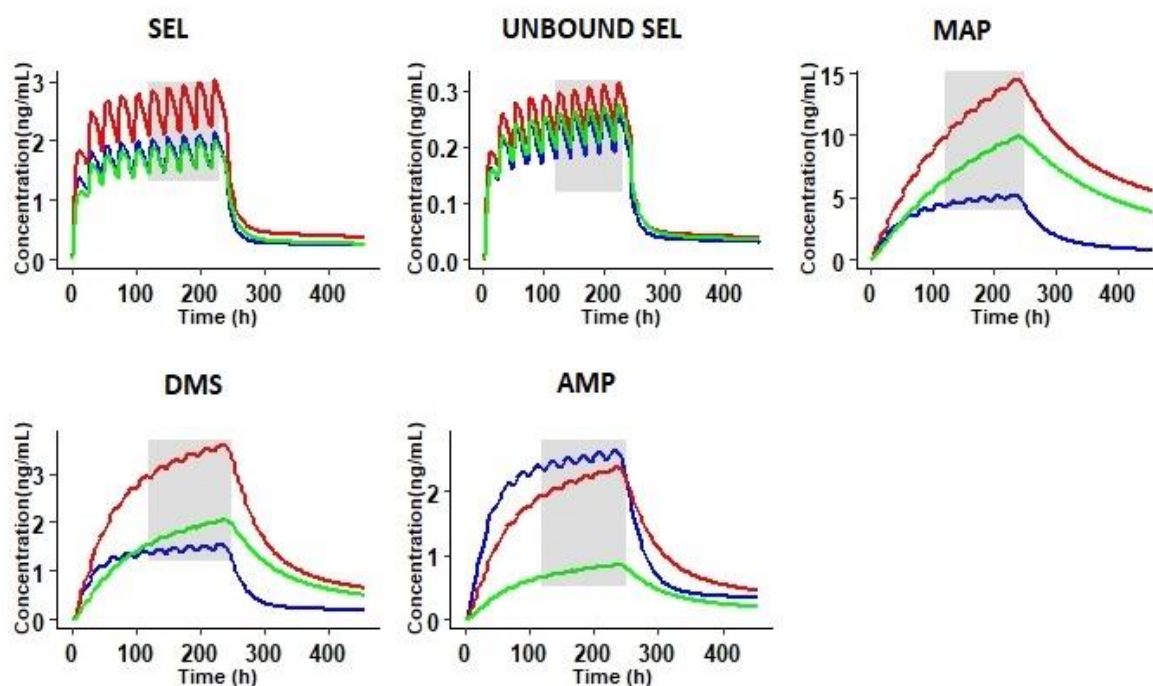 SEL
UNBOUND SEL
MAP
Concentration(ng/mL)
3
2
1
0
0 100 200 300 400
Time (h)
Concentration(ng/mL)
0.3
0.2
0.1
0.0
0 100 200 300 400
Time (h)
Concentration(ng/mL)
15
10
5
0
0 100 200 300 400
Time (h)
DMS
AMP
Concentration(ng/mL)
3
2
1
0
0 100 200 300 400
Time (h)
Concentration(ng/mL)
2
1
0
0 100 200 300 400
Time (h)